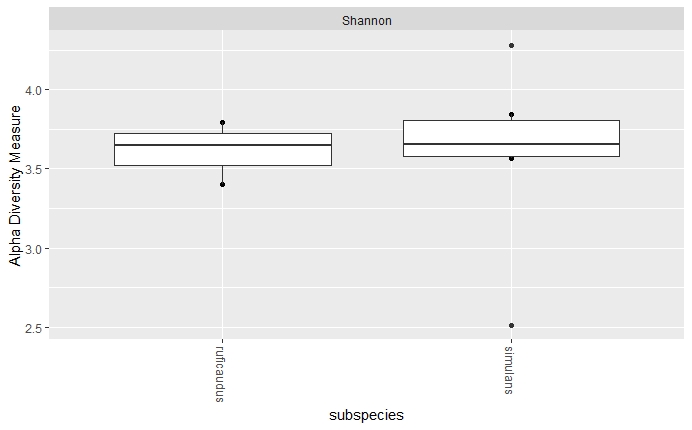 Shannon
Alpha Diversity Measure
4.0
3.5
3.0
2.5
ruficaudus
simulans
subspecies